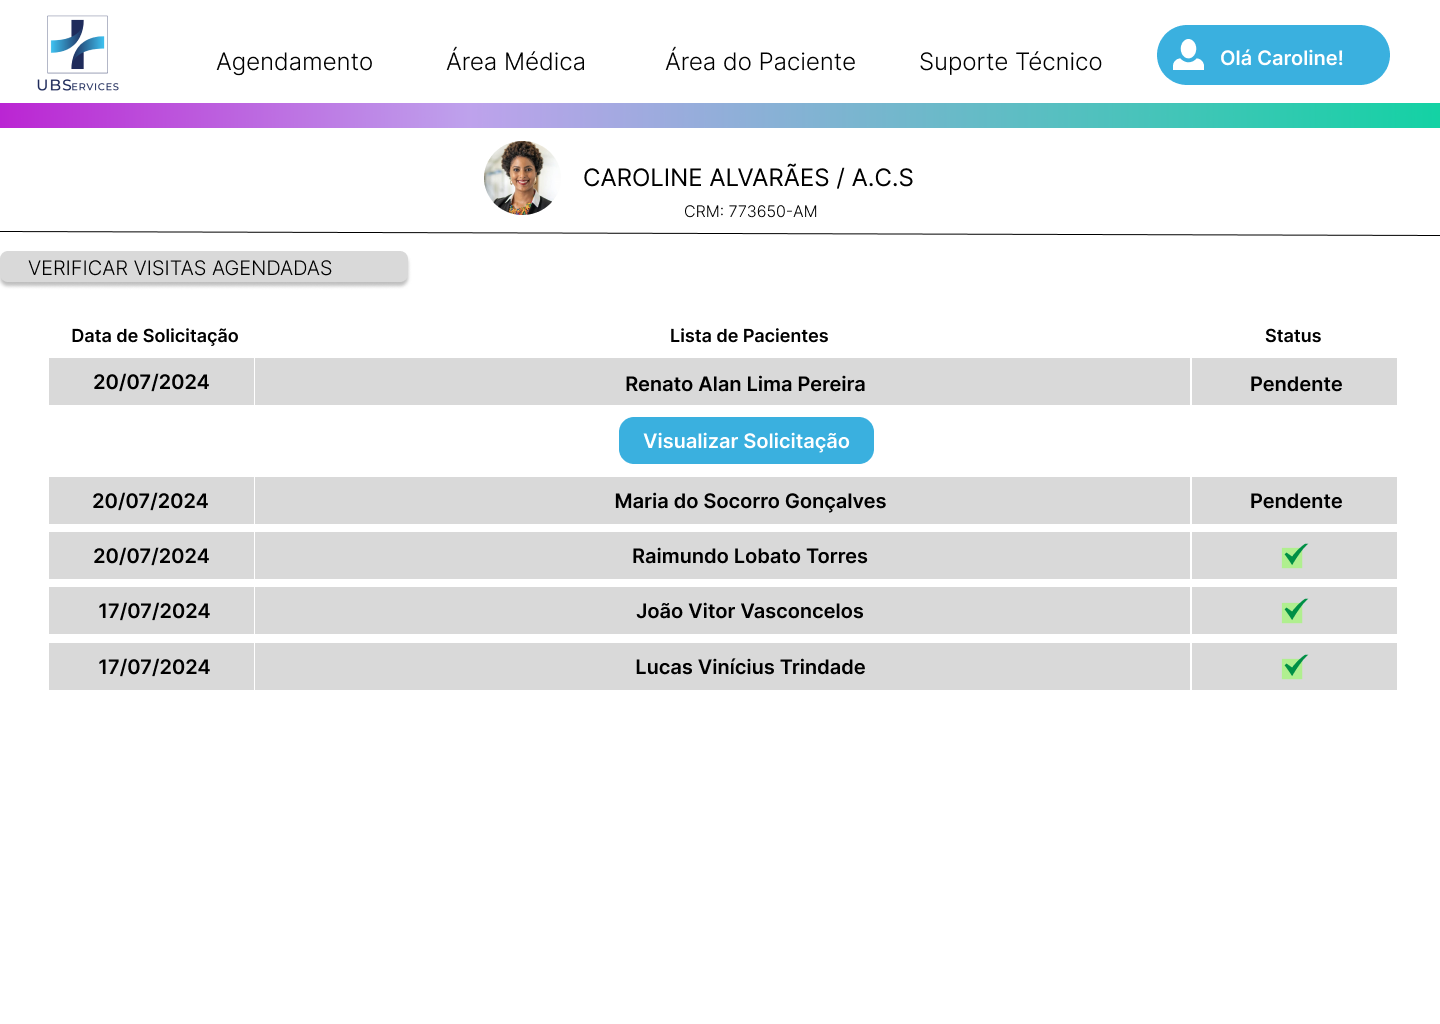 UBServices
Agendamento
Área Médica
Área do Paciente
Suporte Técnico
Olá Caroline!
CAROLINE ALVARÃES / A.C.S
CRM: 773650-AM
VERIFICAR VISITAS AGENDADAS
Data de Solicitação Lista de Pacientes Status
20/07/2024 Renato Alan Lima Pereira Pendente
Visualizar Solicitação
20/07/2024 Maria do Socorro Gonçalves Pendente
20/07/2024 Raimundo Lobato Torres
17/07/2024 João Vitor Vasconcelos
17/07/2024 Lucas Vinícius Trindade